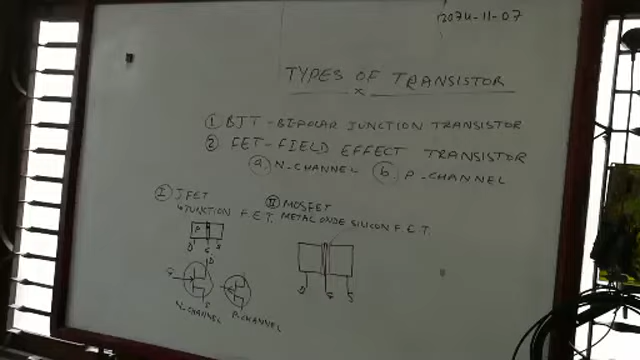 2074-11-07
TYPES OF TRANSISTOR
x
① BJT - BIPOLAR JUNCTION TRANSISTOR
② FET - FIELD EFFECT TRANSISTOR
ⓐ N-CHANNEL ⓑ P-CHANNEL
Ⓘ JFET Ⓘ MOSFET
JUNCTION F.E.T. METAL OXIDE SILICON F.E.T.
P
D G S
D G S
D
G
S
N-CHANNEL P-CHANNEL